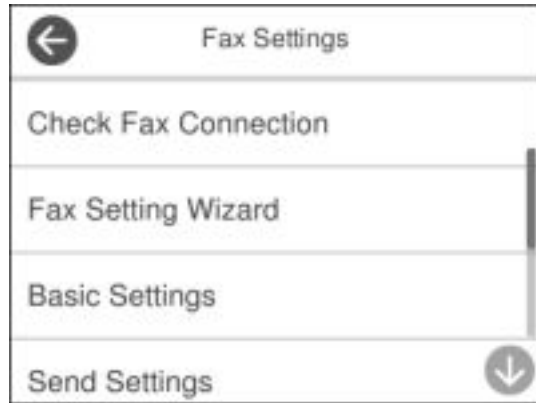 Fax Settings
Check Fax Connection
Fax Setting Wizard
Basic Settings
Send Settings